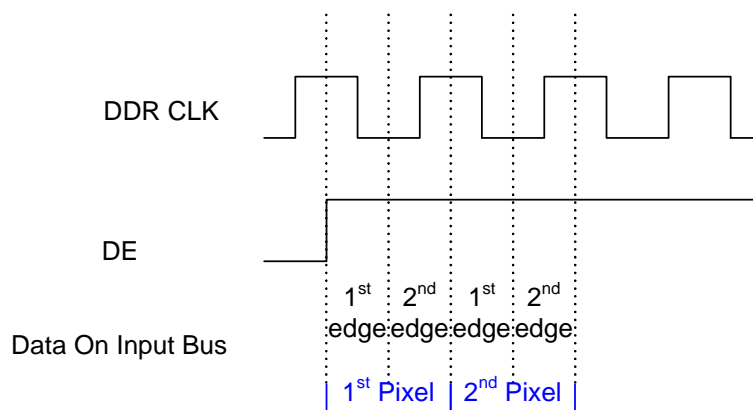 DDR CLK
DE
1st 2nd 1st 2nd
edge edge edge edge
Data On Input Bus
1st Pixel 2nd Pixel